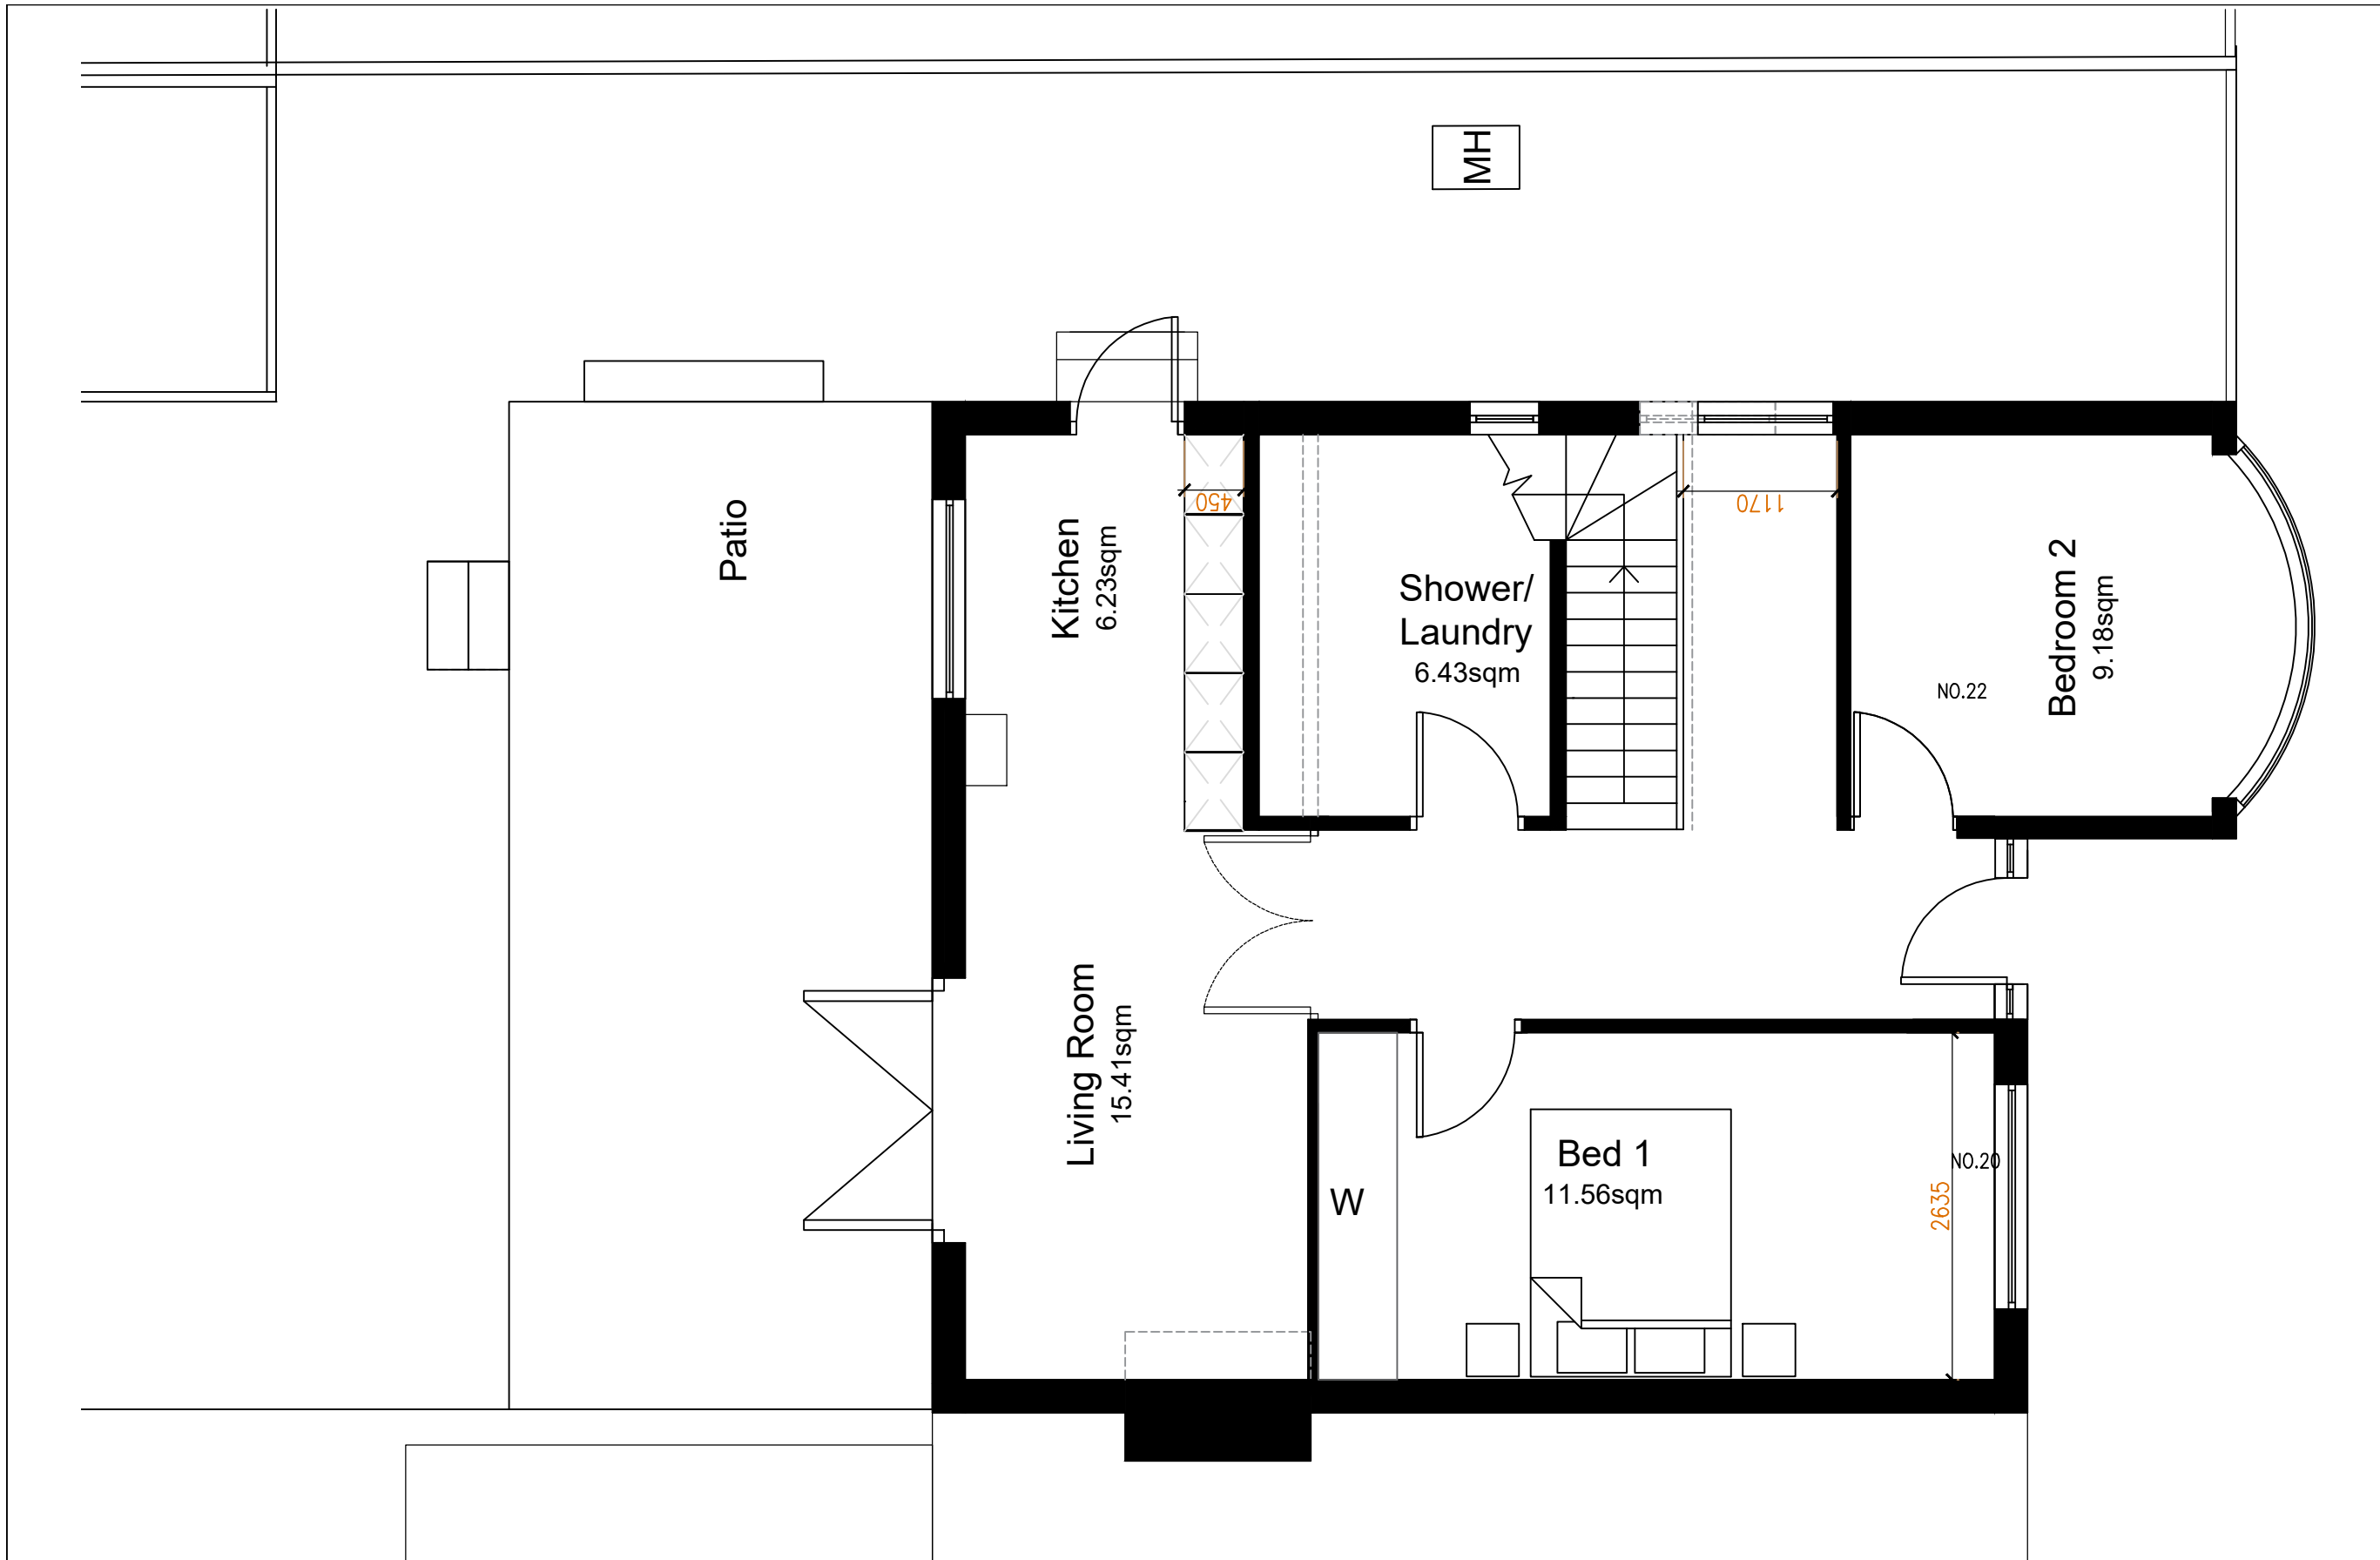 MH
Patio
Kitchen
6.23sqm
450
1170
Shower/
Laundry
6.43sqm
Bedroom 2
9.18sqm
NO.22
Living Room
15.41sqm
Bed 1
11.56sqm
W
NO.20
2635